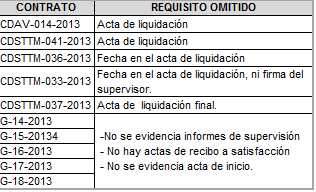 CONTRATO REQUISITO OMITIDO
CDAV-014-2013 Acta de liquidación
CDSTTM-041-2013 Acta de liquidación
CDSTTM-036-2013 Fecha en el acta de liquidación
CDSTTM-033-2013 Fecha en el acta de liquidación, ni firma del
supervisor.
CDSTTM-037-2013 Acta de liquidación final.
G-14-2013
G-15-20134 -No se evidencia informes de supervisión
G-16-2013 - No hay actas de recibo a satisfacción
G-17-2013 - No se evidencia acta de inicio.
G-18-2013